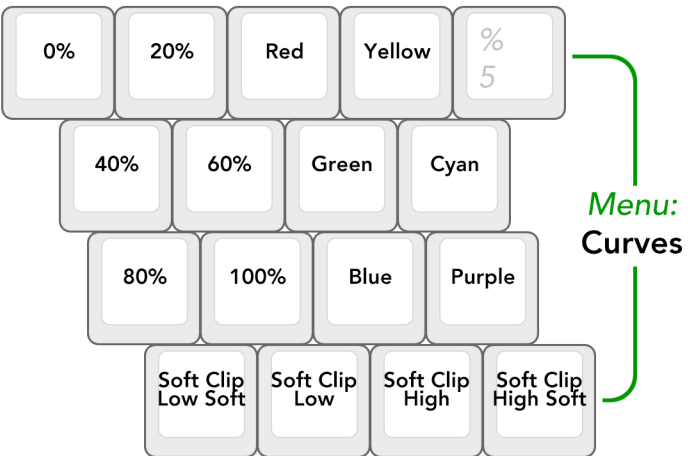 0%
20%
Red
Yellow
%
5
40%
60%
Green
Cyan
Menu:
Curves
80%
100%
Blue
Purple
Soft Clip
Low Soft
Soft Clip
Low
Soft Clip
High
Soft Clip
High Soft